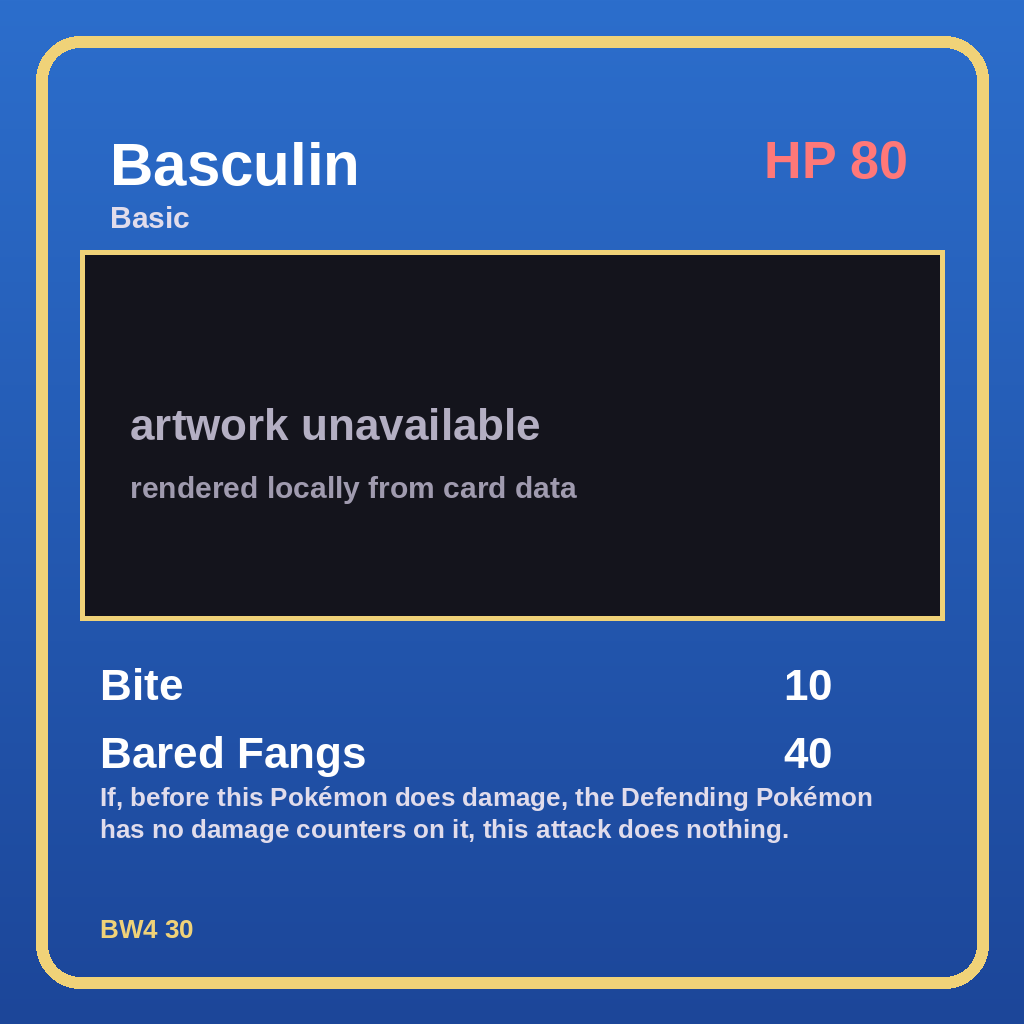 Basculin
HP 80
Basic
artwork unavailable
rendered locally from card data
Bite 10
Bared Fangs 40
If, before this Pokémon does damage, the Defending Pokémon
has no damage counters on it, this attack does nothing.
BW4 30